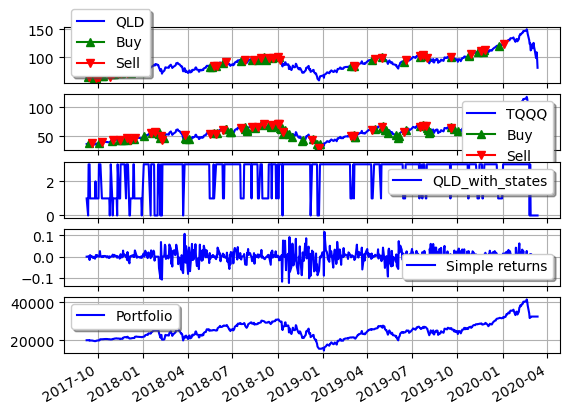 150
100
QLD
Buy
Sell
100
50
TQQQ
Buy
Sell
2
0
QLD_with_states
0.1
0.0
−0.1
Simple returns
40000
20000
Portfolio
2017-10
2018-01
2018-04
2018-07
2018-10
2019-01
2019-04
2019-07
2019-10
2020-01
2020-04